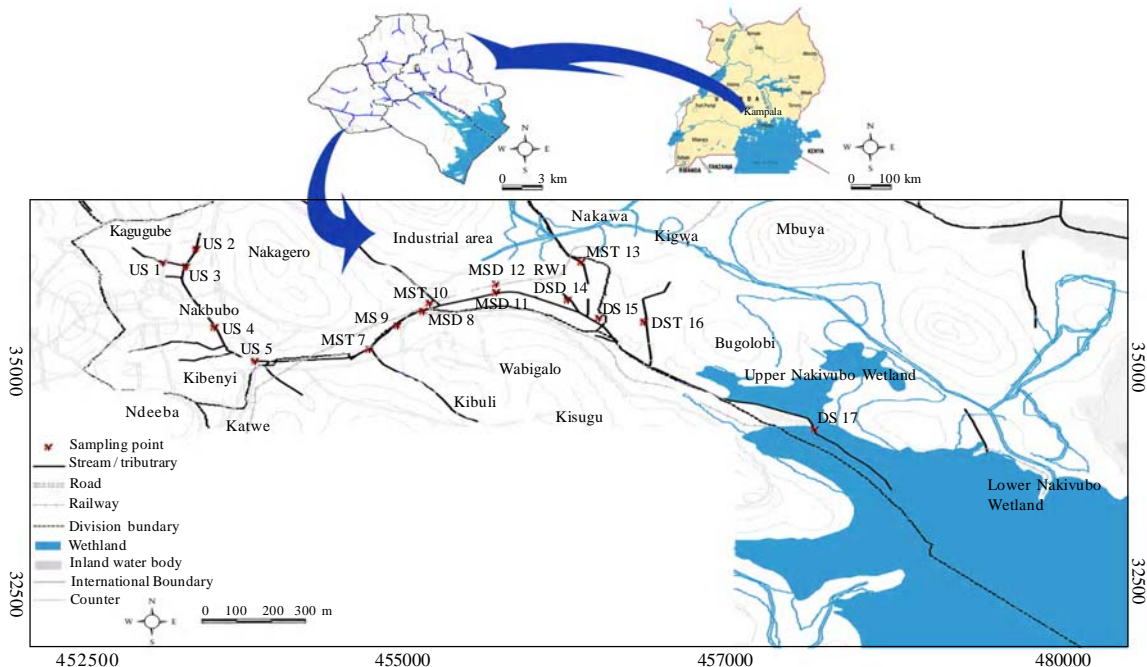 Kampala
U G A N D A
KENYA
RWANDA
TANZANIA
N
W E
S
0 3 km
N
W E
S
0 100 km
Kagugube
US 2
Nakagero
Industrial area
Nakawa
Kigwa
Mbuya
US 1
US 3
MST 13
MSD 12
RW1
DSD 14
MST 10
MSD 11
Nakbubo
US 4
MS 9
MSD 8
DS 15
DST 16
US 5
MST 7
Bugolobi
Kibenyi
Wabigalo
Upper Nakivubo Wetland
Ndeeba
Katwe
Kibuli
Kisugu
DS 17
Lower Nakivubo
Wetland
Sampling point
Stream / tributrary
Road
Railway
Division bundary
Wethland
Inland water body
International Boundary
Counter
N
W E
S
0 100 200 300 m
35000
32500
35000
32500
452500
455000
457000
480000